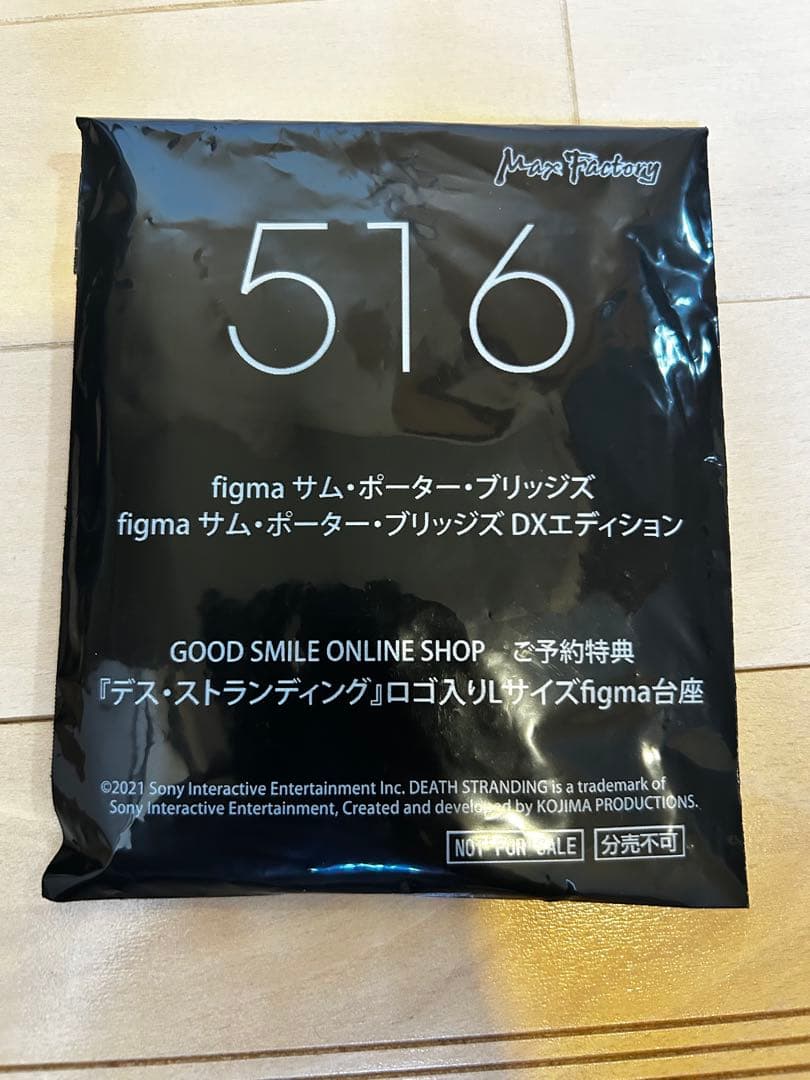 Max Factory
516
figma サム・ポーター・ブリッジズ
figma サム・ポーター・ブリッジズ DXエディション
GOOD SMILE ONLINE SHOP ご予約特典
『デス・ストランディング』ロゴ入りLサイズfigma台座
©2021 Sony Interactive Entertainment Inc. DEATH STRANDING is a trademark of
Sony Interactive Entertainment, Created and developed by KOJIMA PRODUCTIONS.
NOT FOR SALE 分売不可